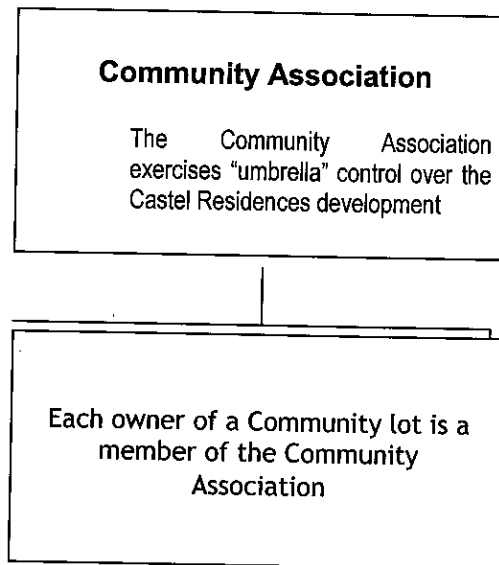 Community Association
The Community Association
exercises "umbrella" control over the
Castel Residences development
Each owner of a Community lot is a
member of the Community
Association